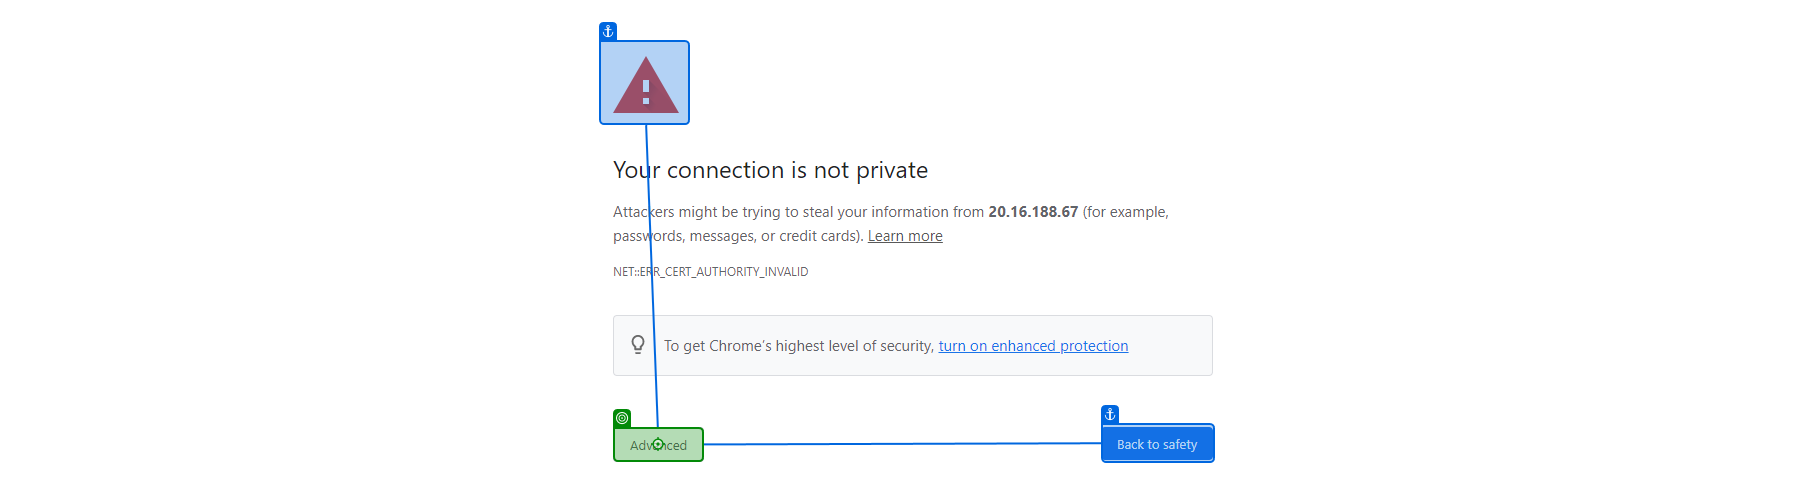 Your connection is not private
Attackers might be trying to steal your information from 20.16.188.67 (for example,
passwords, messages, or credit cards). Learn more
NET::ERR_CERT_AUTHORITY_INVALID
To get Chrome's highest level of security, turn on enhanced protection
Advanced
Back to safety